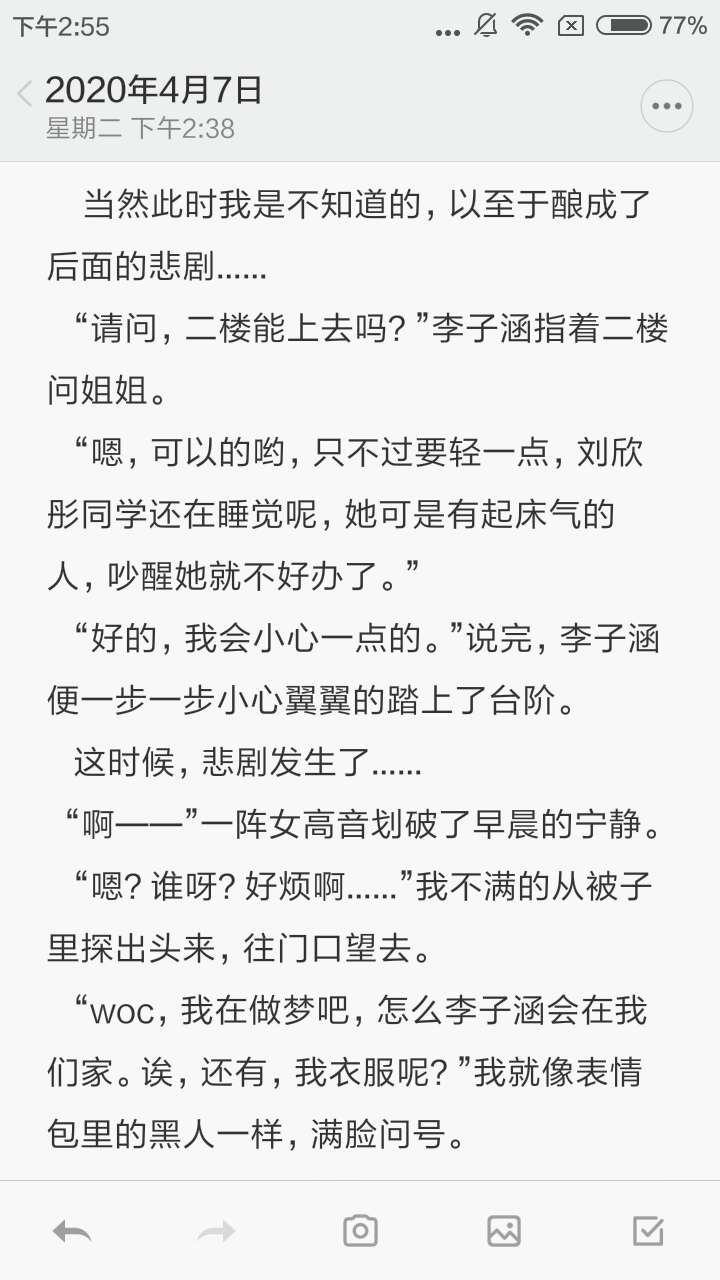 下午2:55
77%
2020年4月7日
星期二 下午2:38
当然此时我是不知道的，以至于酿成了
后面的悲剧......
“请问，二楼能上去吗？”李子涵指着二楼
问姐姐。
“嗯，可以的哟，只不过要轻一点，刘欣
彤同学还在睡觉呢，她可是有起床气的
人，吵醒她就不好办了。”
“好的，我会小心一点的。”说完，李子涵
便一步一步小心翼翼的踏上了台阶。
这时候，悲剧发生了......
“啊——”一阵女高音划破了早晨的宁静。
“嗯？谁呀？好烦啊......”我不满的从被子
里探出头来，往门口望去。
“woc，我在做梦吧，怎么李子涵会在我
们家。诶，还有，我衣服呢？”我就像表情
包里的黑人一样，满脸问号。